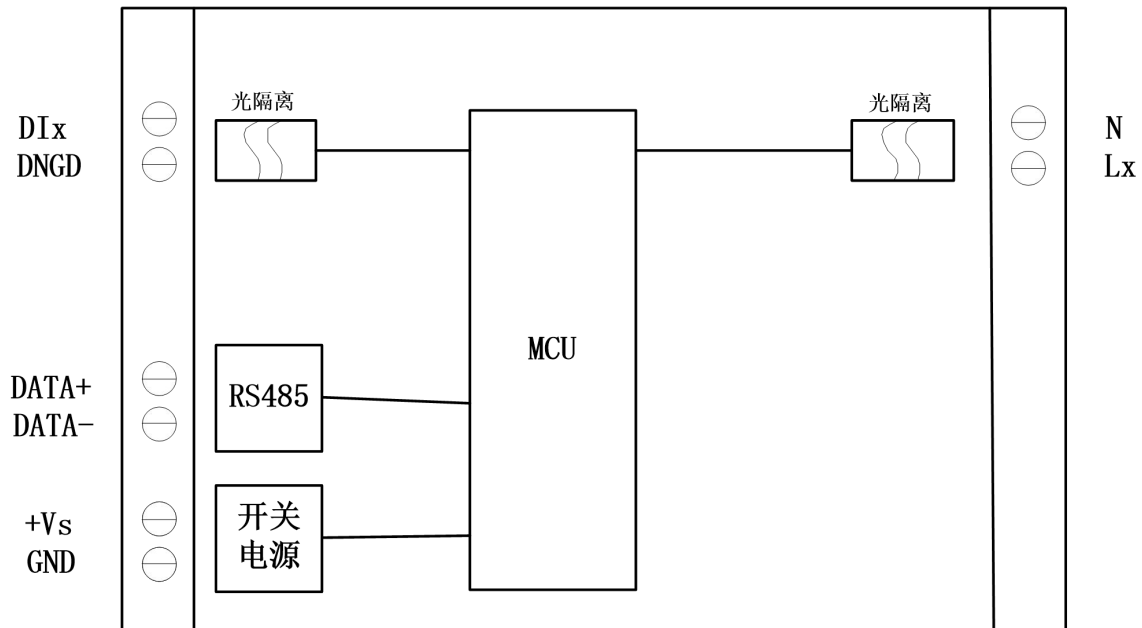 光隔离
光隔离
DIx
DNGD
N
Lx
MCU
DATA+
DATA-
RS485
+Vs
GND
开关
电源